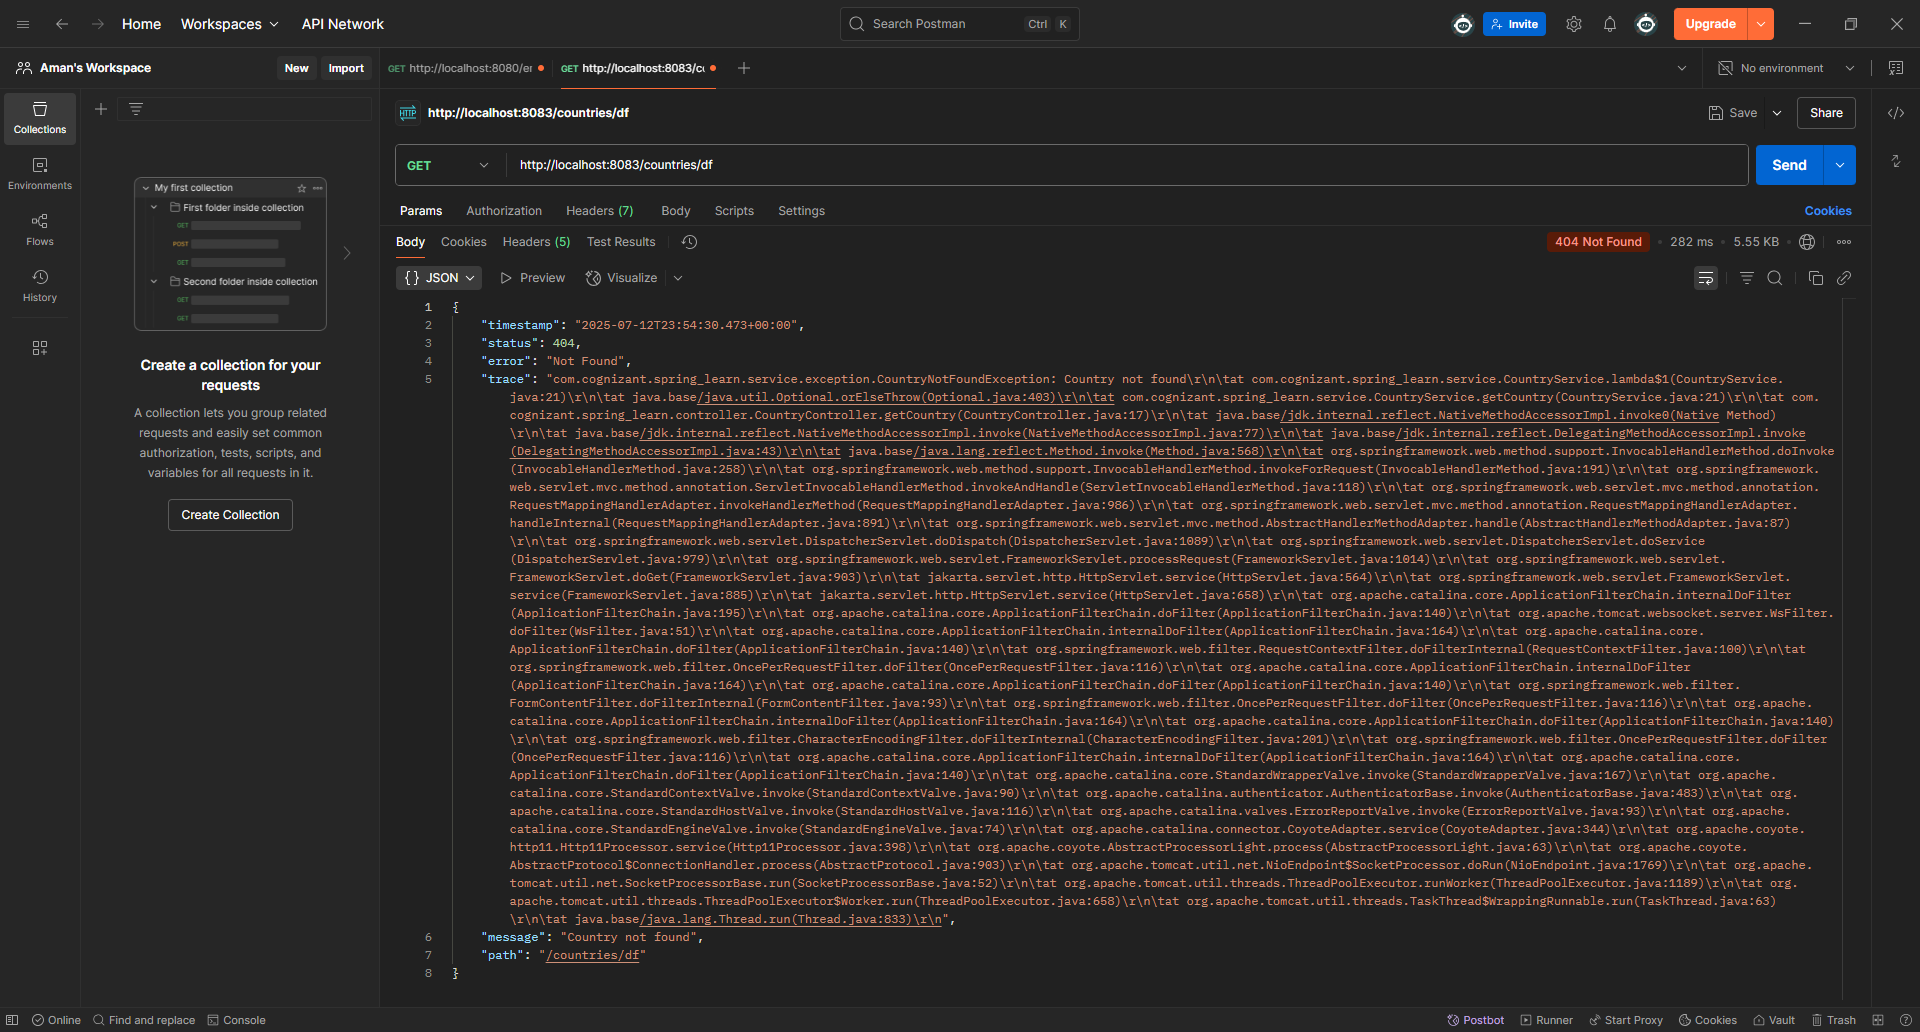 Home
Workspaces
API Network
Search Postman
Ctrl
K
Invite
Upgrade
Aman's Workspace
New
Import
GET http://localhost:8080/er
GET http://localhost:8083/cc
No environment
Collections
Environments
Flows
History
My first collection
First folder inside collection
GET
POST
GET
Second folder inside collection
GET
GET
Create a collection for your
requests
A collection lets you group related
requests and easily set common
authorization, tests, scripts, and
variables for all requests in it.
Create Collection
HTTP http://localhost:8083/countries/df
Save
Share
GET
http://localhost:8083/countries/df
Send
Params
Authorization
Headers (7)
Body
Scripts
Settings
Cookies
Body
Cookies
Headers (5)
Test Results
404 Not Found
282 ms
5.55 KB
{} JSON
Preview
Visualize
1 {
2 "timestamp": "2025-07-12T23:54:30.473+00:00",
3 "status": 404,
4 "error": "Not Found",
5 "trace": "com.cognizant.spring_learn.service.exception.CountryNotFoundException: Country not found\r\n\tat com.cognizant.spring_learn.service.CountryService.lambda$1(CountryService.
java:21)\r\n\tat java.base/java.util.Optional.orElseThrow(Optional.java:403)\r\n\tat com.cognizant.spring_learn.service.CountryService.getCountry(CountryService.java:21)\r\n\tat com.
cognizant.spring_learn.controller.CountryController.getCountry(CountryController.java:17)\r\n\tat java.base/jdk.internal.reflect.NativeMethodAccessorImpl.invoke0(Native Method)
\r\n\tat java.base/jdk.internal.reflect.NativeMethodAccessorImpl.invoke(NativeMethodAccessorImpl.java:77)\r\n\tat java.base/jdk.internal.reflect.DelegatingMethodAccessorImpl.invoke
(DelegatingMethodAccessorImpl.java:43)\r\n\tat java.base/java.lang.reflect.Method.invoke(Method.java:568)\r\n\tat org.springframework.web.method.support.InvocableHandlerMethod.doInvoke
(InvocableHandlerMethod.java:258)\r\n\tat org.springframework.web.method.support.InvocableHandlerMethod.invokeForRequest(InvocableHandlerMethod.java:191)\r\n\tat org.springframework.
web.servlet.mvc.method.annotation.ServletInvocableHandlerMethod.invokeAndHandle(ServletInvocableHandlerMethod.java:118)\r\n\tat org.springframework.web.servlet.mvc.method.annotation.
RequestMappingHandlerAdapter.invokeHandlerMethod(RequestMappingHandlerAdapter.java:986)\r\n\tat org.springframework.web.servlet.mvc.method.annotation.RequestMappingHandlerAdapter.
handleInternal(RequestMappingHandlerAdapter.java:891)\r\n\tat org.springframework.web.servlet.mvc.method.AbstractHandlerMethodAdapter.handle(AbstractHandlerMethodAdapter.java:87)
\r\n\tat org.springframework.web.servlet.DispatcherServlet.doDispatch(DispatcherServlet.java:1089)\r\n\tat org.springframework.web.servlet.DispatcherServlet.doService
(DispatcherServlet.java:979)\r\n\tat org.springframework.web.servlet.FrameworkServlet.processRequest(FrameworkServlet.java:1014)\r\n\tat org.springframework.web.servlet.
FrameworkServlet.doGet(FrameworkServlet.java:903)\r\n\tat jakarta.servlet.http.HttpServlet.service(HttpServlet.java:564)\r\n\tat org.springframework.web.servlet.FrameworkServlet.
service(FrameworkServlet.java:885)\r\n\tat jakarta.servlet.http.HttpServlet.service(HttpServlet.java:658)\r\n\tat org.apache.catalina.core.ApplicationFilterChain.internalDoFilter
(ApplicationFilterChain.java:195)\r\n\tat org.apache.catalina.core.ApplicationFilterChain.doFilter(ApplicationFilterChain.java:140)\r\n\tat org.apache.tomcat.websocket.server.WsFilter.
doFilter(WsFilter.java:51)\r\n\tat org.apache.catalina.core.ApplicationFilterChain.internalDoFilter(ApplicationFilterChain.java:164)\r\n\tat org.apache.catalina.core.
ApplicationFilterChain.doFilter(ApplicationFilterChain.java:140)\r\n\tat org.springframework.web.filter.RequestContextFilter.doFilterInternal(RequestContextFilter.java:100)\r\n\tat
org.springframework.web.filter.OncePerRequestFilter.doFilter(OncePerRequestFilter.java:116)\r\n\tat org.apache.catalina.core.ApplicationFilterChain.internalDoFilter
(ApplicationFilterChain.java:164)\r\n\tat org.apache.catalina.core.ApplicationFilterChain.doFilter(ApplicationFilterChain.java:140)\r\n\tat org.springframework.web.filter.
FormContentFilter.doFilterInternal(FormContentFilter.java:93)\r\n\tat org.springframework.web.filter.OncePerRequestFilter.doFilter(OncePerRequestFilter.java:116)\r\n\tat org.apache.
catalina.core.ApplicationFilterChain.internalDoFilter(ApplicationFilterChain.java:164)\r\n\tat org.apache.catalina.core.ApplicationFilterChain.doFilter(ApplicationFilterChain.java:140)
\r\n\tat org.springframework.web.filter.CharacterEncodingFilter.doFilterInternal(CharacterEncodingFilter.java:201)\r\n\tat org.springframework.web.filter.OncePerRequestFilter.doFilter
(OncePerRequestFilter.java:116)\r\n\tat org.apache.catalina.core.ApplicationFilterChain.internalDoFilter(ApplicationFilterChain.java:164)\r\n\tat org.apache.catalina.core.
ApplicationFilterChain.doFilter(ApplicationFilterChain.java:140)\r\n\tat org.apache.catalina.core.StandardWrapperValve.invoke(StandardWrapperValve.java:167)\r\n\tat org.apache.
catalina.core.StandardContextValve.invoke(StandardContextValve.java:90)\r\n\tat org.apache.catalina.authenticator.AuthenticatorBase.invoke(AuthenticatorBase.java:483)\r\n\tat org.
apache.catalina.core.StandardHostValve.invoke(StandardHostValve.java:116)\r\n\tat org.apache.catalina.valves.ErrorReportValve.invoke(ErrorReportValve.java:93)\r\n\tat org.apache.
catalina.core.StandardEngineValve.invoke(StandardEngineValve.java:74)\r\n\tat org.apache.catalina.connector.CoyoteAdapter.service(CoyoteAdapter.java:344)\r\n\tat org.apache.coyote.
http11.Http11Processor.service(Http11Processor.java:398)\r\n\tat org.apache.coyote.AbstractProcessorLight.process(AbstractProcessorLight.java:63)\r\n\tat org.apache.coyote.
AbstractProtocol$ConnectionHandler.process(AbstractProtocol.java:903)\r\n\tat org.apache.tomcat.util.net.NioEndpoint$SocketProcessor.doRun(NioEndpoint.java:1769)\r\n\tat org.apache.
tomcat.util.net.SocketProcessorBase.run(SocketProcessorBase.java:52)\r\n\tat org.apache.tomcat.util.threads.ThreadPoolExecutor.runWorker(ThreadPoolExecutor.java:1189)\r\n\tat org.
apache.tomcat.util.threads.ThreadPoolExecutor$Worker.run(ThreadPoolExecutor.java:658)\r\n\tat org.apache.tomcat.util.threads.TaskThread$WrappingRunnable.run(TaskThread.java:63)
\r\n\tat java.base/java.lang.Thread.run(Thread.java:833)\r\n",
6 "message": "Country not found",
7 "path": "/countries/df"
8 }
Online
Find and replace
Console
Postbot
Runner
Start Proxy
Cookies
Vault
Trash